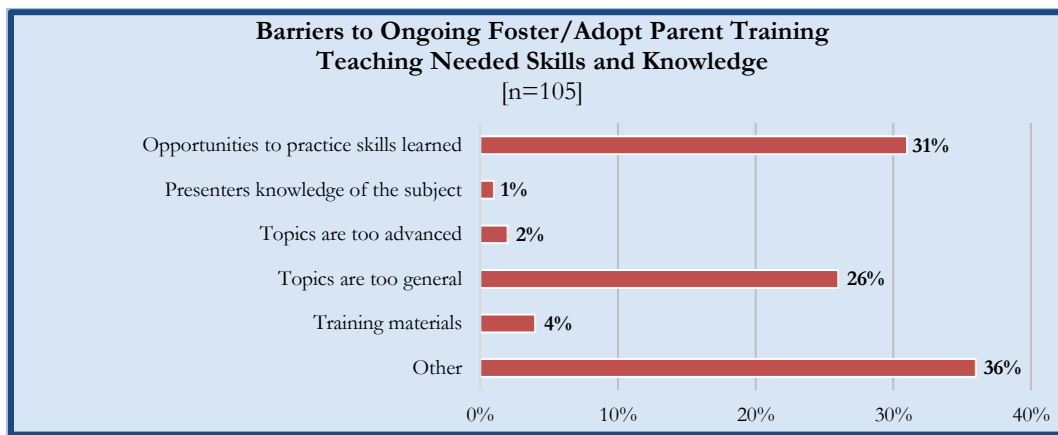 Barriers to Ongoing Foster/Adopt Parent Training
Teaching Needed Skills and Knowledge
[n=105]
Opportunities to practice skills learned 31%
Presenters knowledge of the subject 1%
Topics are too advanced 2%
Topics are too general 26%
Training materials 4%
Other 36%
0% 10% 20% 30% 40%